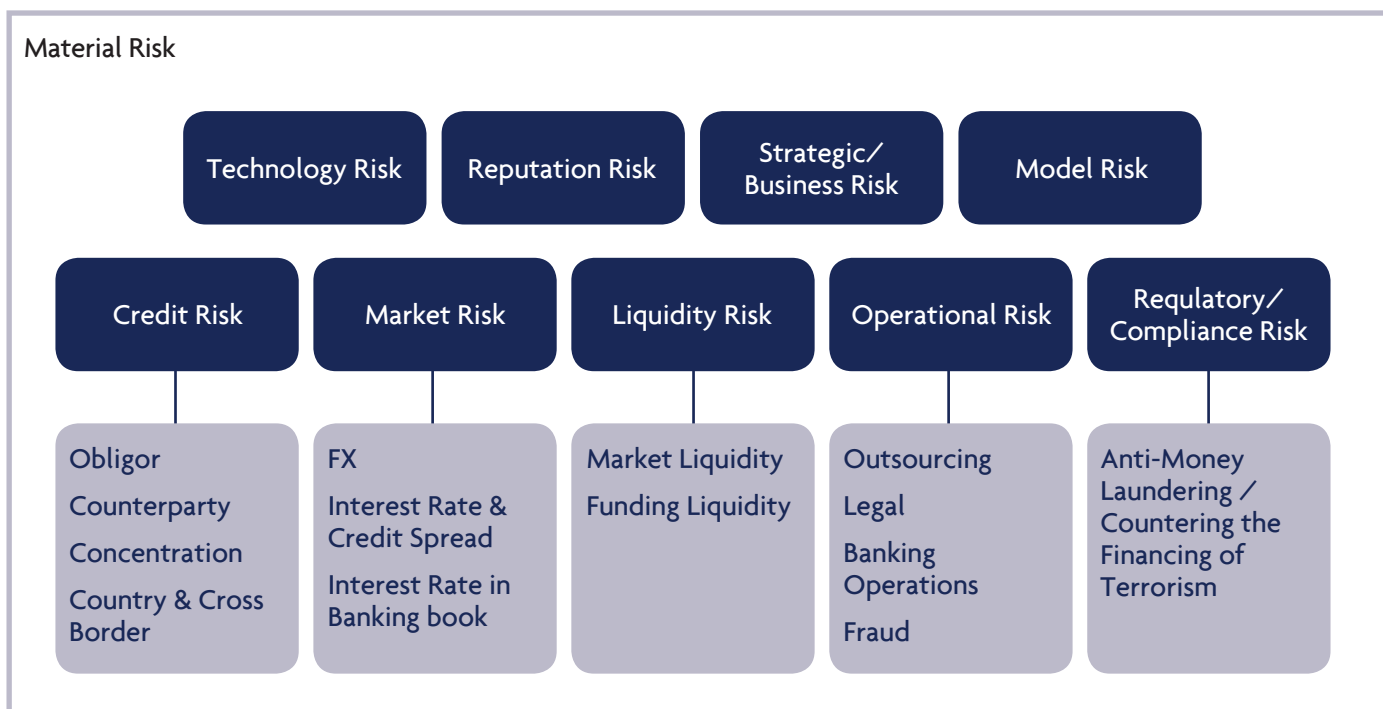 Material Risk
Technology Risk
Reputation Risk
Strategic/
Business Risk
Model Risk
Credit Risk
Market Risk
Liquidity Risk
Operational Risk
Requlatory/
Compliance Risk
Obligor
Counterparty
Concentration
Country & Cross
Border
FX
Interest Rate &
Credit Spread
Interest Rate in
Banking book
Market Liquidity
Funding Liquidity
Outsourcing
Legal
Banking
Operations
Fraud
Anti-Money
Laundering /
Countering the
Financing of
Terrorism